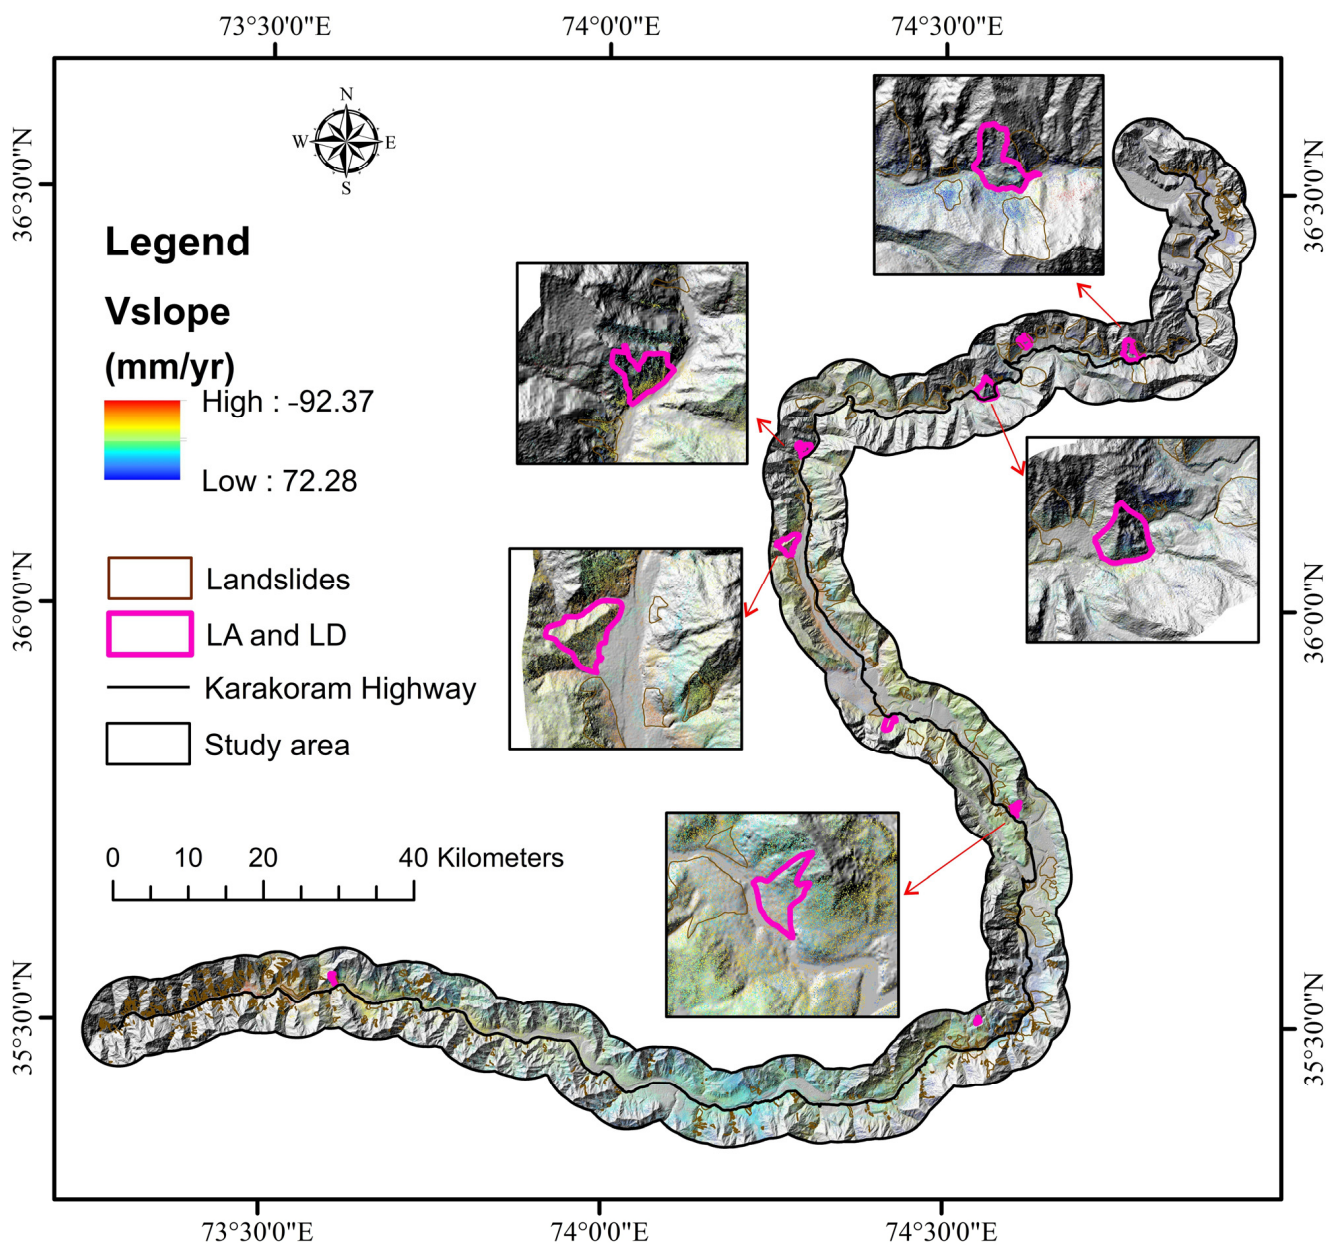 73°30'0"E 74°0'0"E 74°30'0"E
N
W E
S
36°30'0"N 36°30'0"N
Legend
Vslope
(mm/yr)
High : -92.37
Low : 72.28
Landslides
LA and LD
Karakoram Highway
Study area
36°0'0"N 36°0'0"N
0 10 20 40 Kilometers
35°30'0"N 35°30'0"N
73°30'0"E 74°0'0"E 74°30'0"E